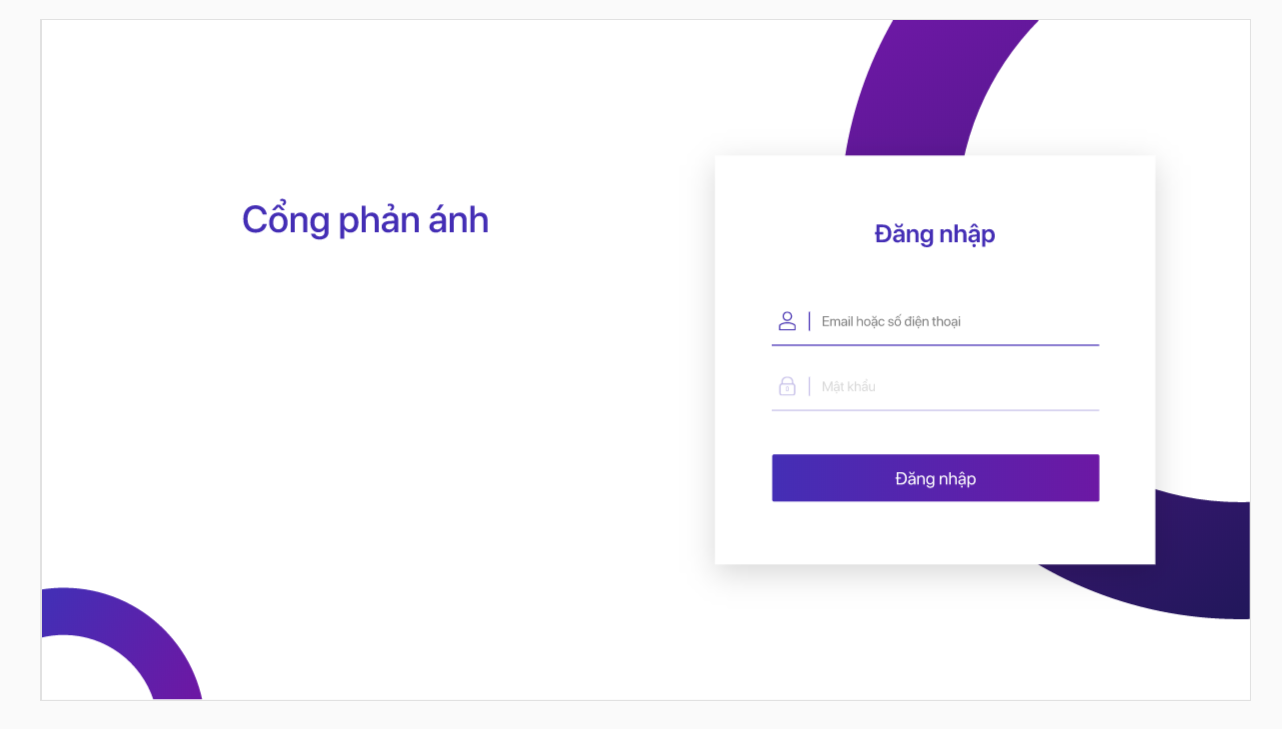 Cổng phản ánh
Đăng nhập
Email hoặc số điện thoại
Mật khẩu
Đăng nhập